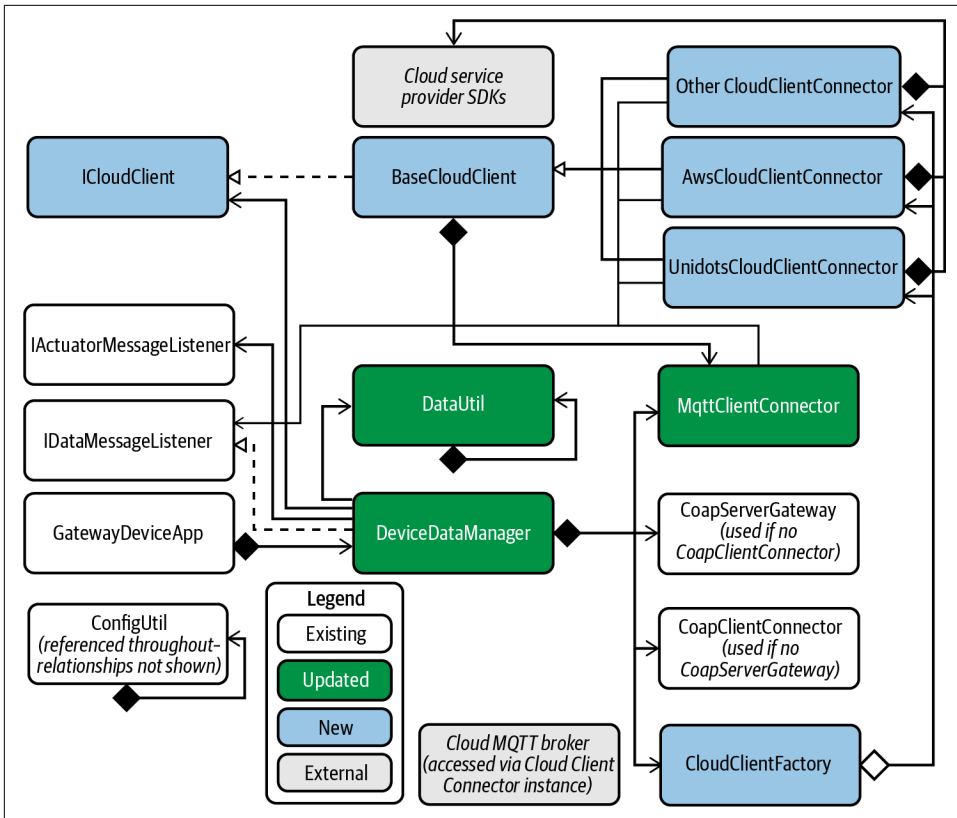 Cloud service
provider SDKs
Other CloudClientConnector
ICloudClient
BaseCloudClient
AwsCloudClientConnector
UnidotsCloudClientConnector
IActuatorMessageListener
DataUtil
MqttClientConnector
IDataMessageListener
GatewayDeviceApp
DeviceDataManager
CoapServerGateway
(used if no
CoapClientConnector)
Legend
Existing
Updated
New
External
ConfigUtil
(referenced throughout–
relationships not shown)
CoapClientConnector
(used if no
CoapServerGateway)
Cloud MQTT broker
(accessed via Cloud Client
Connector instance)
CloudClientFactory